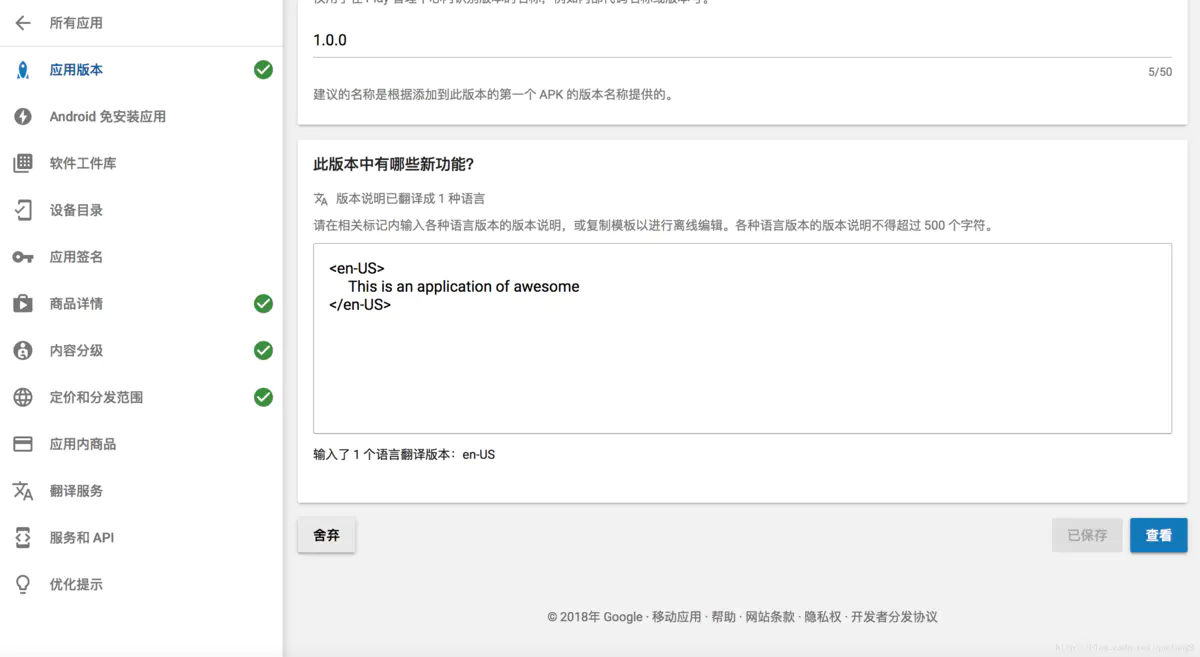 所有应用
应用版本
Android 免安装应用
软件工件库
设备目录
应用签名
商品详情
内容分级
定价和分发范围
应用内商品
翻译服务
服务和 API
优化提示
1.0.0
5/50
建议的名称是根据添加到此版本的第一个 APK 的版本名称提供的。
此版本中有哪些新功能?
版本说明已翻译成 1 种语言
请在相关标记内输入各种语言版本的版本说明，或复制模板以进行离线编辑。各种语言版本的版本说明不得超过 500 个字符。
<en-US>
This is an application of awesome
</en-US>
输入了 1 个语言翻译版本：en-US
舍弃
已保存
查看
© 2018年 Google · 移动应用 · 帮助 · 网站条款 · 隐私权 · 开发者分发协议